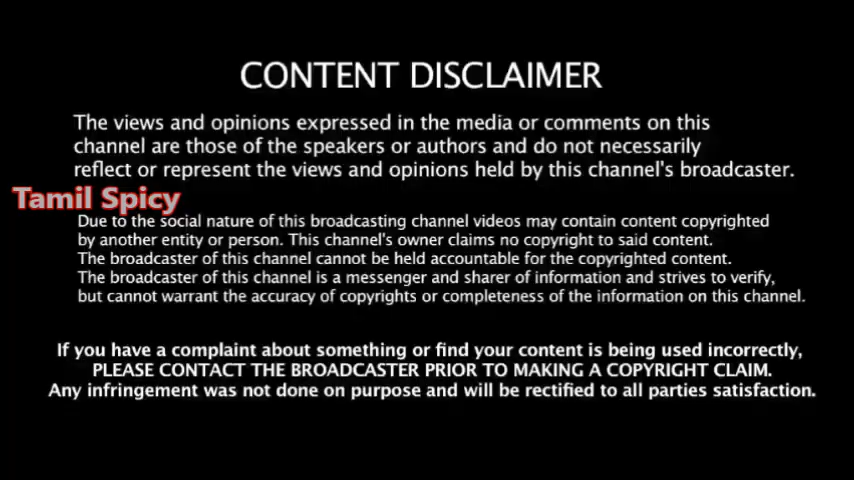 CONTENT DISCLAIMER
The views and opinions expressed in the media or comments on this
channel are those of the speakers or authors and do not necessarily
reflect or represent the views and opinions held by this channel's broadcaster.
Tamil Spicy
Due to the social nature of this broadcasting channel videos may contain content copyrighted
by another entity or person. This channel's owner claims no copyright to said content.
The broadcaster of this channel cannot be held accountable for the copyrighted content.
The broadcaster of this channel is a messenger and sharer of information and strives to verify,
but cannot warrant the accuracy of copyrights or completeness of the information on this channel.
If you have a complaint about something or find your content is being used incorrectly,
PLEASE CONTACT THE BROADCASTER PRIOR TO MAKING A COPYRIGHT CLAIM.
Any infringement was not done on purpose and will be rectified to all parties satisfaction.